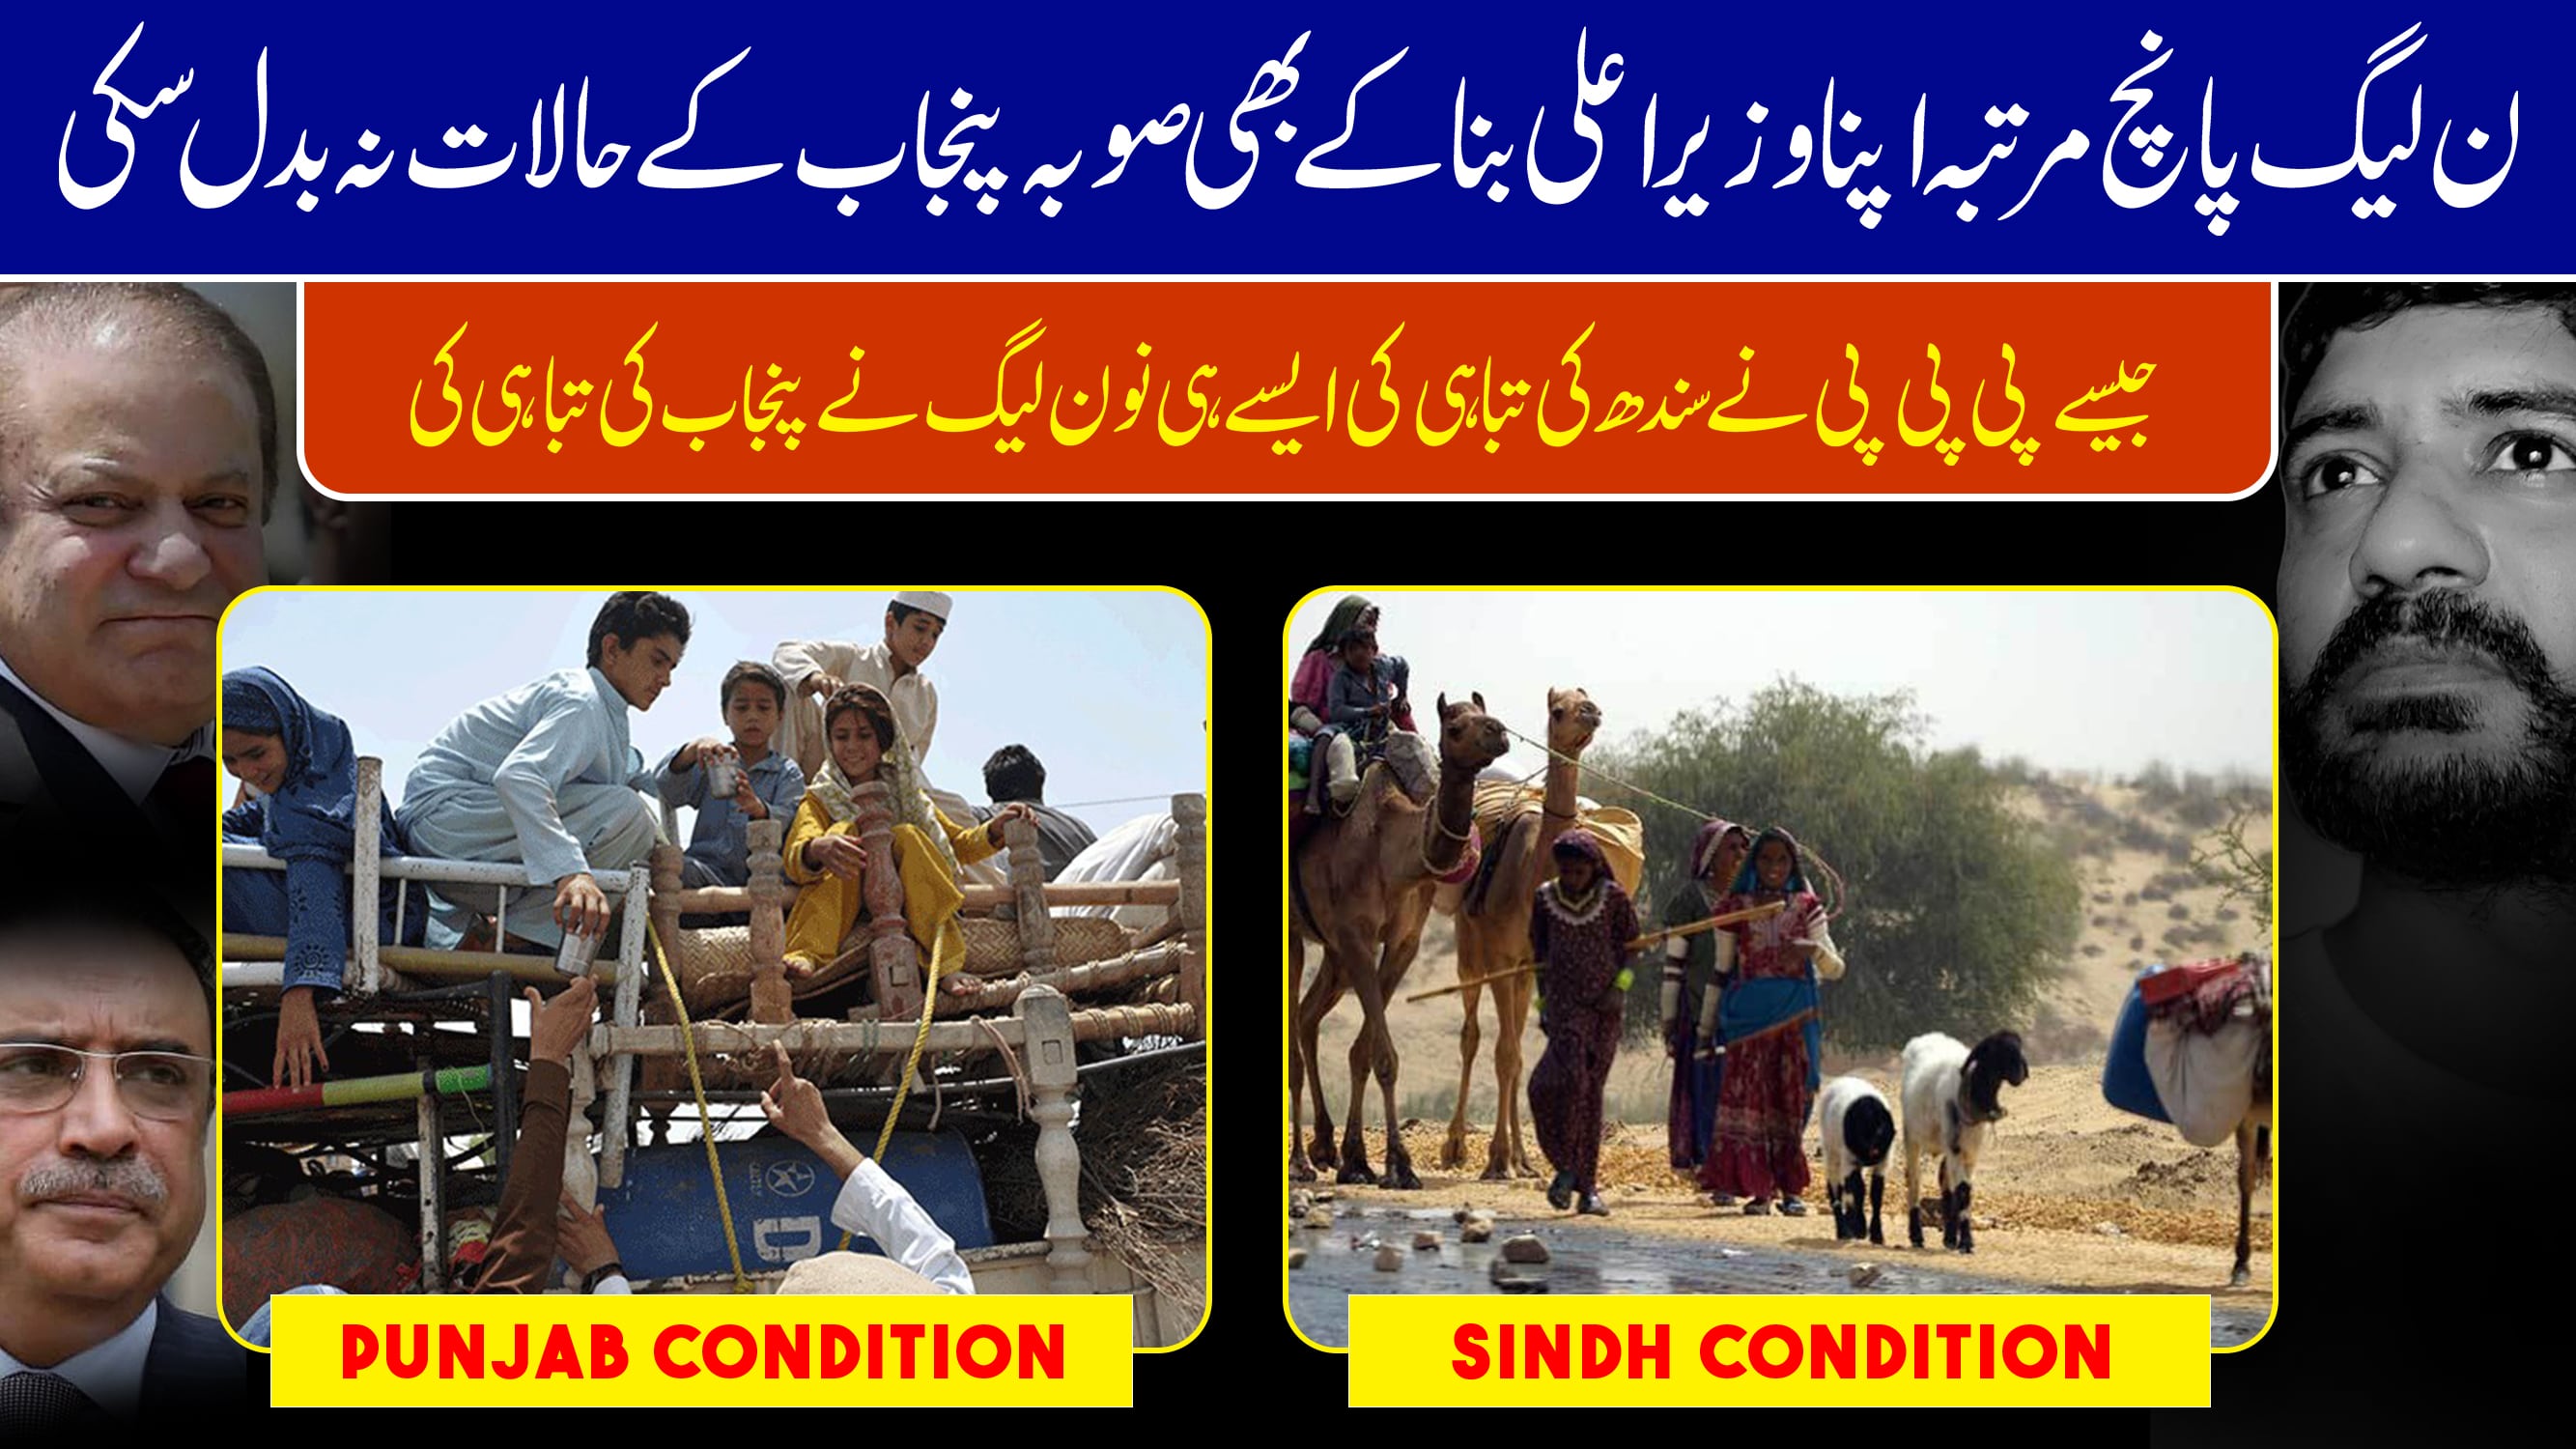 ن لیگ پانچ مرتبہ اپنا وزیر اعلی بنا کے بھی صوبہ پنجاب کے حالات نہ بدل سکی
جیسے پی پی پی نے سندھ کی تباہی کی ایسے ہی نون لیگ نے پنجاب کی تباہی کی
D
PUNJAB CONDITION
SINDH CONDITION